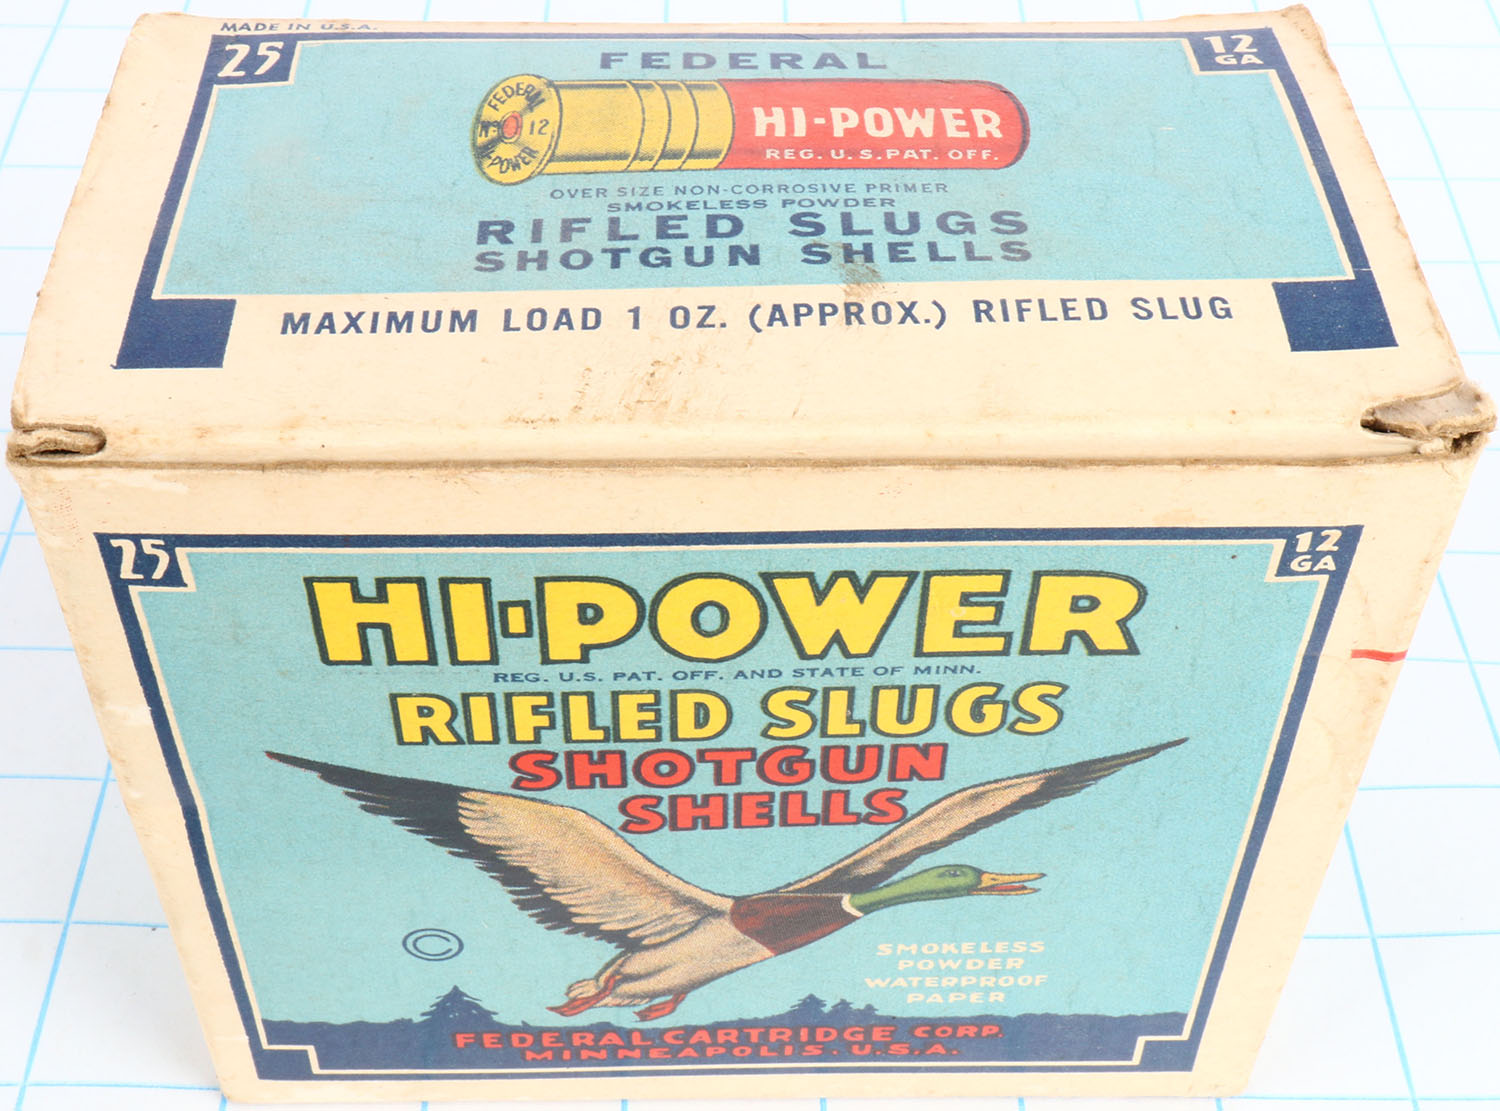 MADE IN U.S.A.
25
12
GA
FEDERAL
FEDERAL
No 12
HI-POWER
HI-POWER
REG. U.S. PAT. OFF.
OVER SIZE NON-CORROSIVE PRIMER
SMOKELESS POWDER
RIFLED SLUGS
SHOTGUN SHELLS
MAXIMUM LOAD 1 OZ. (APPROX.) RIFLED SLUG
25
12
GA
HI-POWER
REG. U.S. PAT. OFF. AND STATE OF MINN.
RIFLED SLUGS
SHOTGUN
SHELLS
©
SMOKELESS
POWDER
WATERPROOF
PAPER
FEDERAL CARTRIDGE CORP.
MINNEAPOLIS. U.S.A.